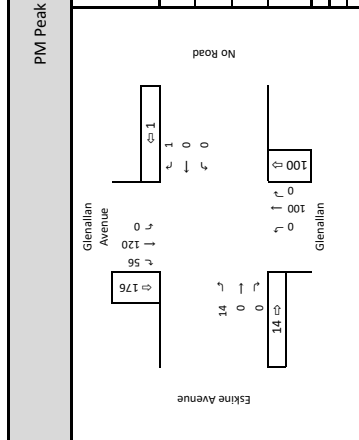 PM Peak
No Road
⇨ 1
1
0
0
Glenallan
Avenue
0
120
56
176 ⇨
⇨ 100
0
100
0
Glenallan
14
0
0
14 ⇨
Eskine Avenue